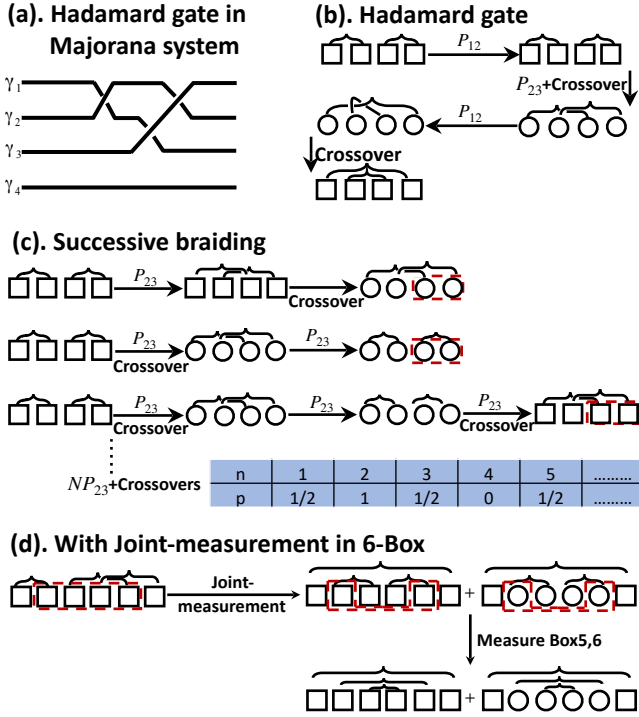 (a). Hadamard gate in
Majorana system
γ1
γ2
γ3
γ4
(b). Hadamard gate
P12
P23+Crossover
P12
Crossover
(c). Successive braiding
P23
Crossover
P23
Crossover
P23
P23
Crossover
P23
P23
Crossover
NP23+Crossovers
n 1 2 3 4 5 ………
p 1/2 1 1/2 0 1/2 ………
(d). With Joint-measurement in 6-Box
Joint-
measurement
+
Measure Box5,6
+